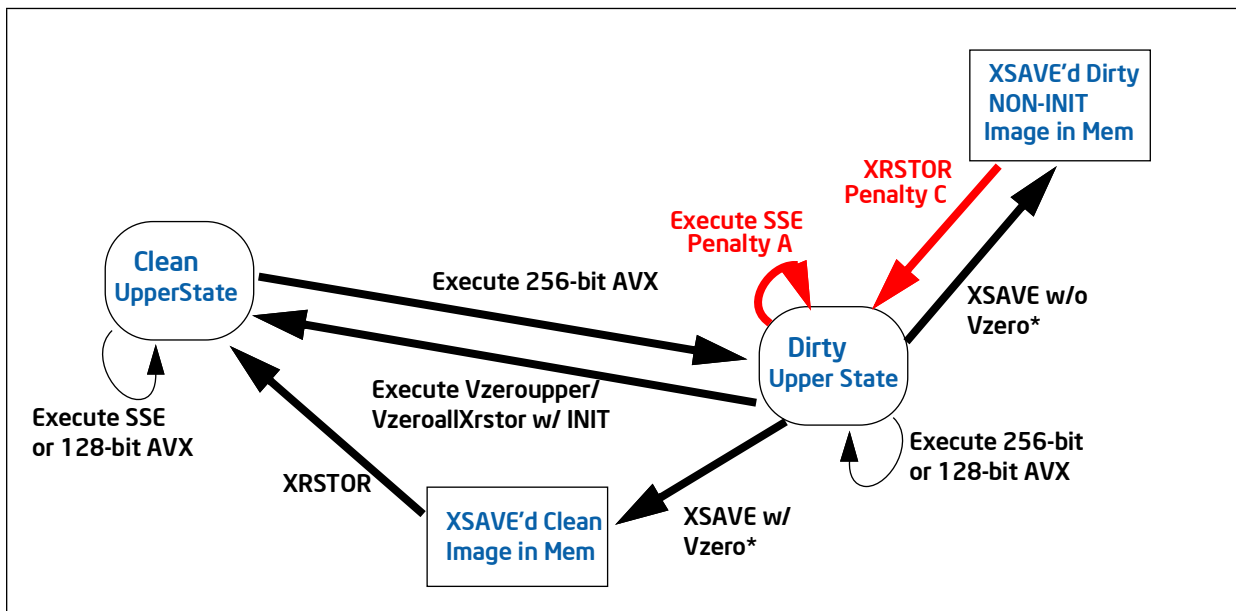 XSAVE'd Dirty
NON-INIT
Image in Mem
XRSTOR
Penalty C
Execute SSE
Penalty A
Clean
UpperState
Execute 256-bit AVX
XSAVE w/o
Vzero*
Dirty
Upper State
Execute Vzeroupper/
VzeroallXrstor w/ INIT
Execute SSE
or 128-bit AVX
Execute 256-bit
or 128-bit AVX
XRSTOR
XSAVE'd Clean
Image in Mem
XSAVE w/
Vzero*